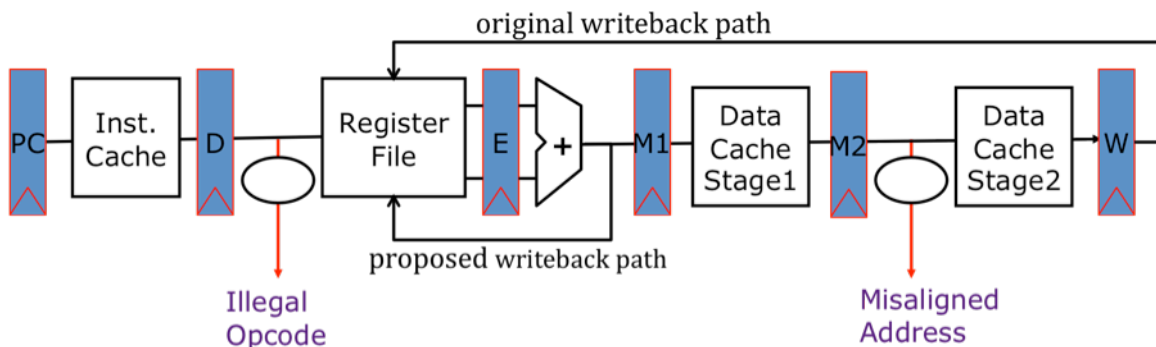 original writeback path
PC
Inst.
Cache
D
Register
File
E
+
M1
Data
Cache
Stage1
M2
Data
Cache
Stage2
W
proposed writeback path
Illegal
Opcode
Misaligned
Address